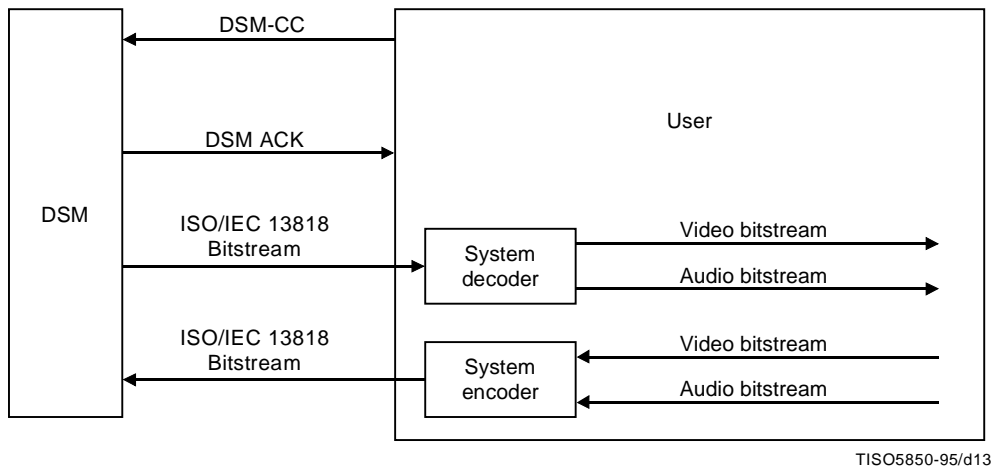 DSM-CC
User
DSM ACK
DSM
ISO/IEC 13818
Bitstream
System
decoder
Video bitstream
Audio bitstream
ISO/IEC 13818
Bitstream
System
encoder
Video bitstream
Audio bitstream
TISO5850-95/d13